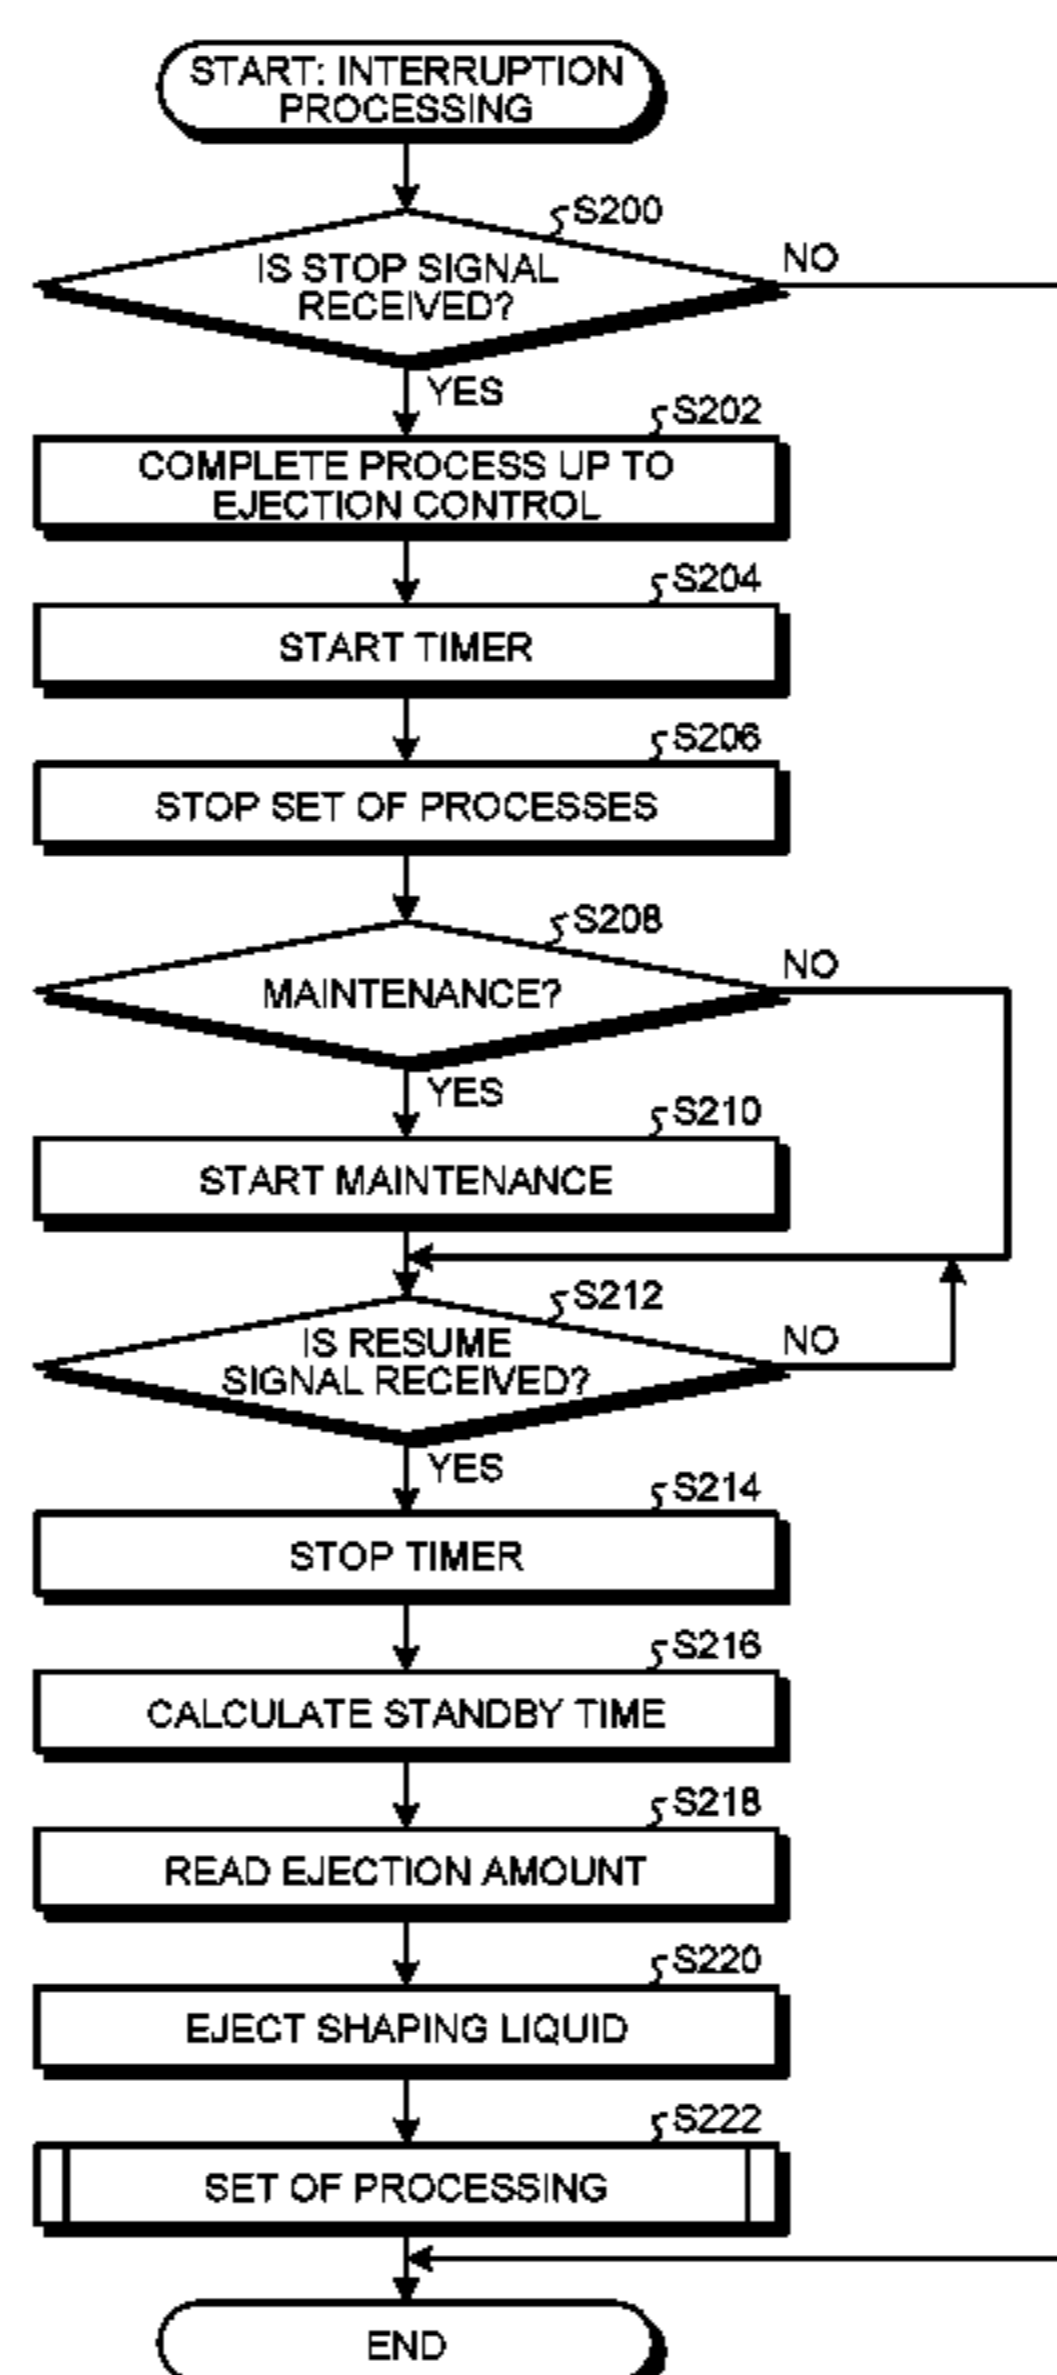 START: INTERRUPTION
PROCESSING
S200
IS STOP SIGNAL
RECEIVED?
NO
YES
S202
COMPLETE PROCESS UP TO
EJECTION CONTROL
S204
START TIMER
S206
STOP SET OF PROCESSES
S208
MAINTENANCE?
NO
YES
S210
START MAINTENANCE
S212
IS RESUME
SIGNAL RECEIVED?
NO
YES
S214
STOP TIMER
S216
CALCULATE STANDBY TIME
S218
READ EJECTION AMOUNT
S220
EJECT SHAPING LIQUID
S222
SET OF PROCESSING
END